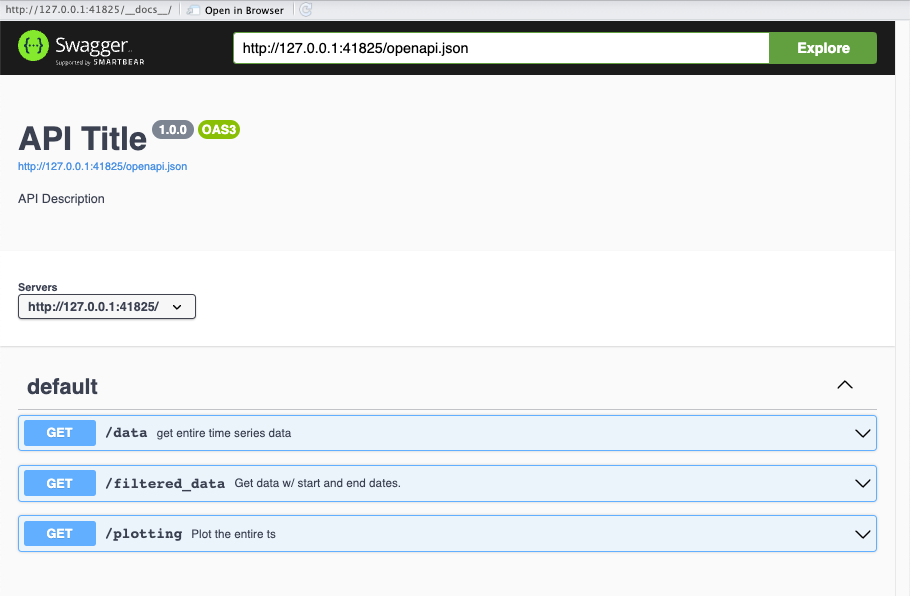 http://127.0.0.1:41825/__docs__/ Open in Browser
{...} Swagger. http://127.0.0.1:41825/openapi.json Explore
Supported by SMARTBEAR
API Title 1.0.0 OAS3
http://127.0.0.1:41825/openapi.json
API Description
Servers
http://127.0.0.1:41825/
default
GET /data get entire time series data
GET /filtered_data Get data w/ start and end dates.
GET /plotting Plot the entire ts